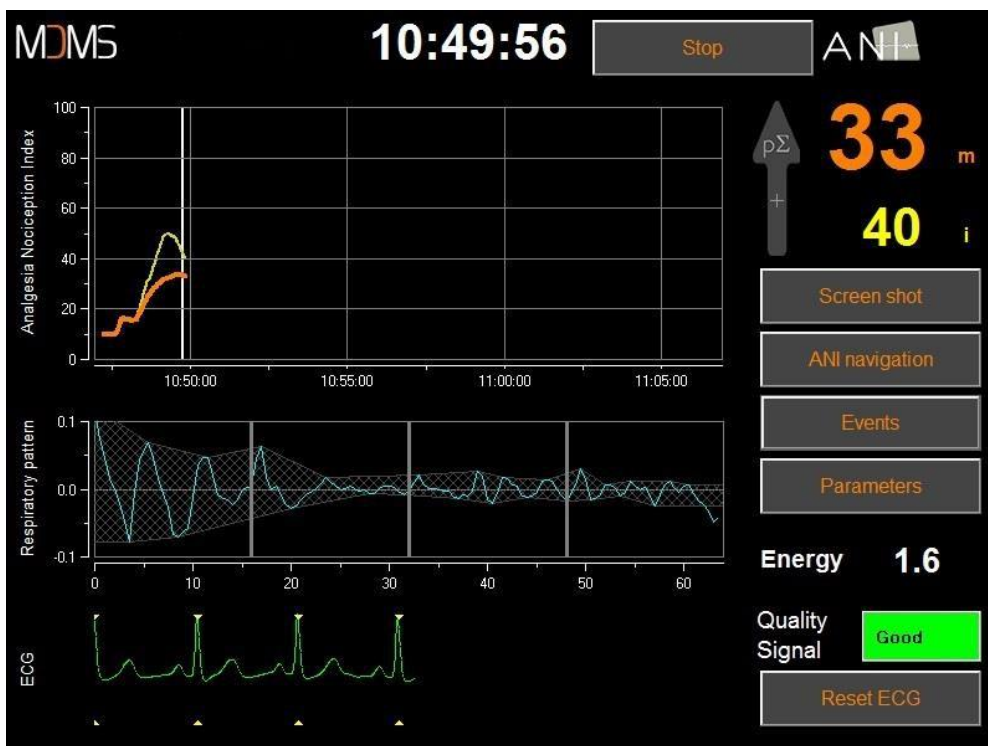 MDMS
10:49:56
Stop
ANI
Analgesia Nociception Index
100
80
60
40
20
0
10:50:00 10:55:00 11:00:00 11:05:00
pΣ
+
33 m
40 i
Screen shot
ANI navigation
Events
Parameters
Respiratory pattern
0.1
0.0
-0.1
0 10 20 30 40 50 60
Energy 1.6
Quality
Signal
Good
ECG
Reset ECG